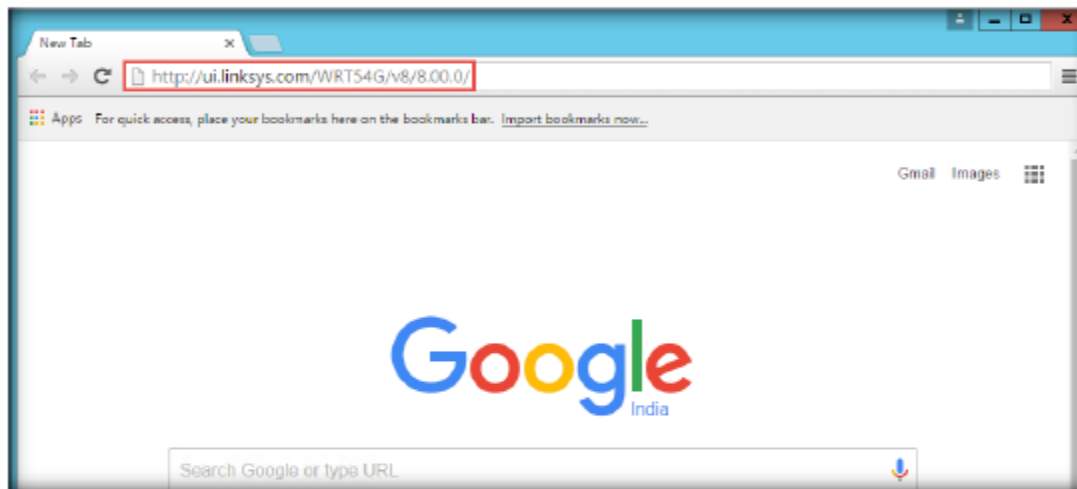 New Tab
http://ui.linksys.com/WRT54G/v8/8.00.0/
Apps For quick access, place your bookmarks here on the bookmarks bar. Import bookmarks now...
Gmail Images
Google
India
Search Google or type URL